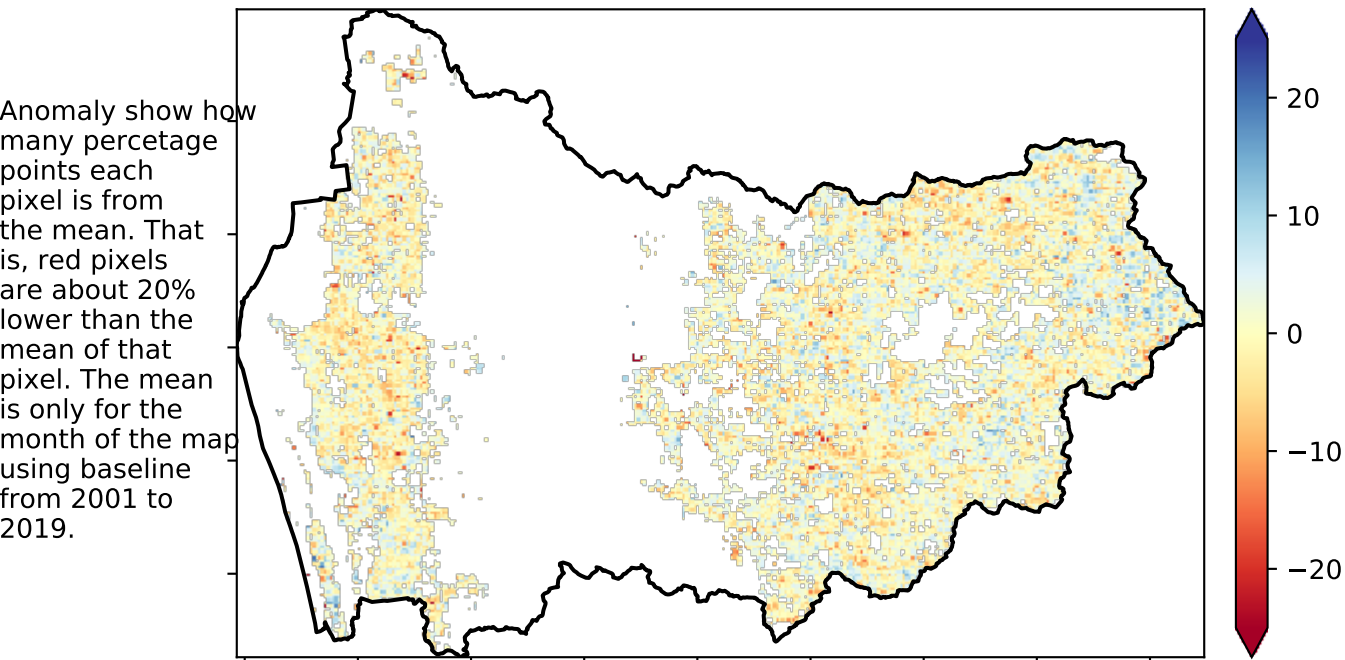 Anomaly show how
many percetage
points each
pixel is from
the mean. That
is, red pixels
are about 20%
lower than the
mean of that
pixel. The mean
is only for the
month of the map
using baseline
from 2001 to
2019.
20
10
0
−10
−20